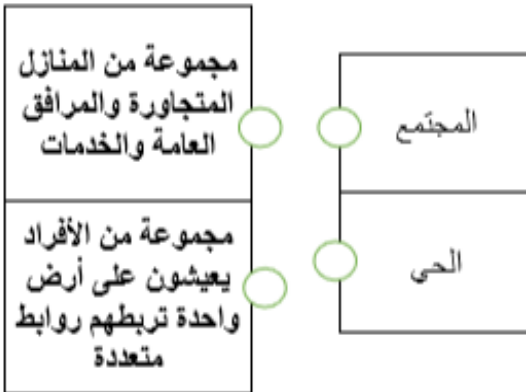 المجتمع
الحي
مجموعة من المنازل
المتجاورة والمرافق
العامة والخدمات
مجموعة من الأفراد
يعيشون على أرض
واحدة تربطهم روابط
متعددة